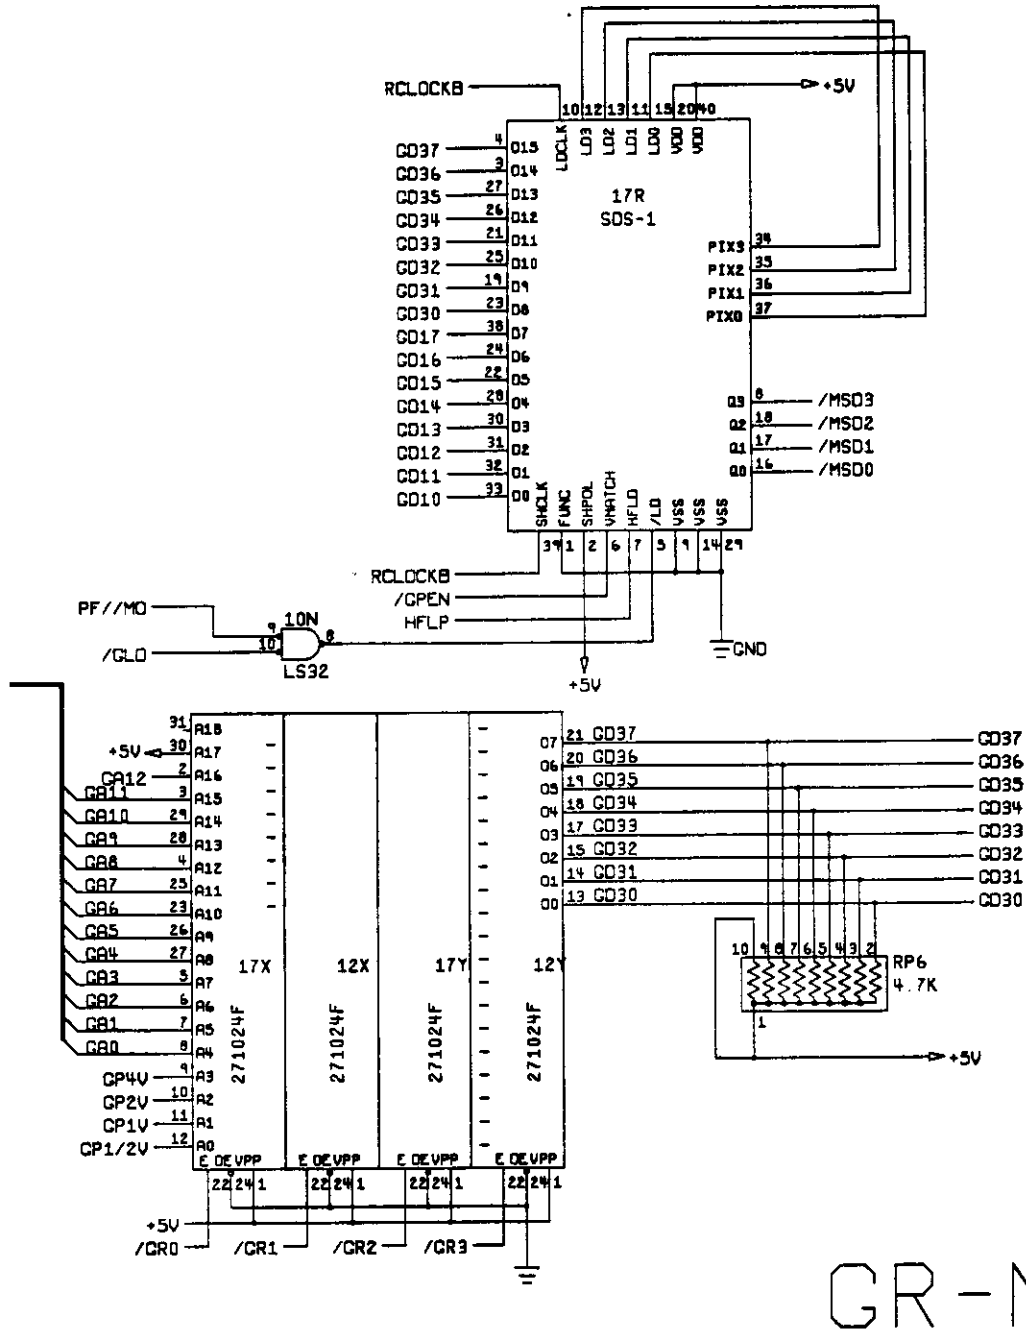 RCLOCKB
+5V
10 12 13 11 15 20 40
LDCLK LD3 LD2 LD1 LD0 VDD VDD
17R
SDS-1
GD37 4 D15
GD36 3 D14
GD35 27 D13
GD34 26 D12
GD33 21 D11
GD32 25 D10
GD31 19 D9
GD30 23 D8
GD17 38 D7
GD16 24 D6
GD15 22 D5
GD14 28 D4
GD13 30 D3
GD12 31 D2
GD11 32 D1
GD10 33 D0
PIX3 34
PIX2 35
PIX1 36
PIX0 37
Q3 8 /MSD3
Q2 18 /MSD2
Q1 17 /MSD1
Q0 16 /MSD0
SHCLK FUNC SHPOL VMATCH HFLD /LD VSS VSS VSS
39 1 2 6 7 5 9 14 29
RCLOCKB
/GPEN
HFLP
PF//MO
/GLD
9
10
10N
8
LS32
GND
+5V
31 A18
+5V 30 A17
GA12 2 A16
GA11 3 A15
GA10 29 A14
GA9 28 A13
GA8 4 A12
GA7 25 A11
GA6 23 A10
GA5 26 A9
GA4 27 A8
GA3 5 A7
GA2 6 A6
GA1 7 A5
GA0 8 A4
GP4V 9 A3
GP2V 10 A2
GP1V 11 A1
GP1/2V 12 A0
17X 12X 17Y 12Y
271024F 271024F 271024F 271024F
O7 21 GD37 GD37
O6 20 GD36 GD36
O5 19 GD35 GD35
O4 18 GD34 GD34
O3 17 GD33 GD33
O2 15 GD32 GD32
O1 14 GD31 GD31
O0 13 GD30 GD30
10 9 8 7 6 5 4 3 2
RP6
4.7K
1
+5V
E OE VPP E OE VPP E OE VPP E OE VPP
22 24 1 22 24 1 22 24 1 22 24 1
+5V
/GR0 /GR1 /GR2 /GR3
GR-